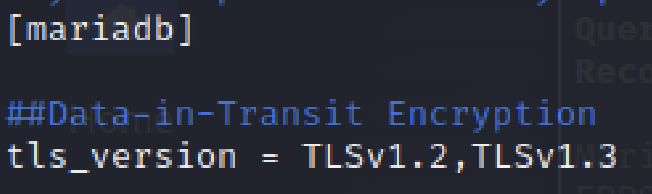 [mariadb]
##Data-in-Transit Encryption
tls_version = TLSv1.2,TLSv1.3